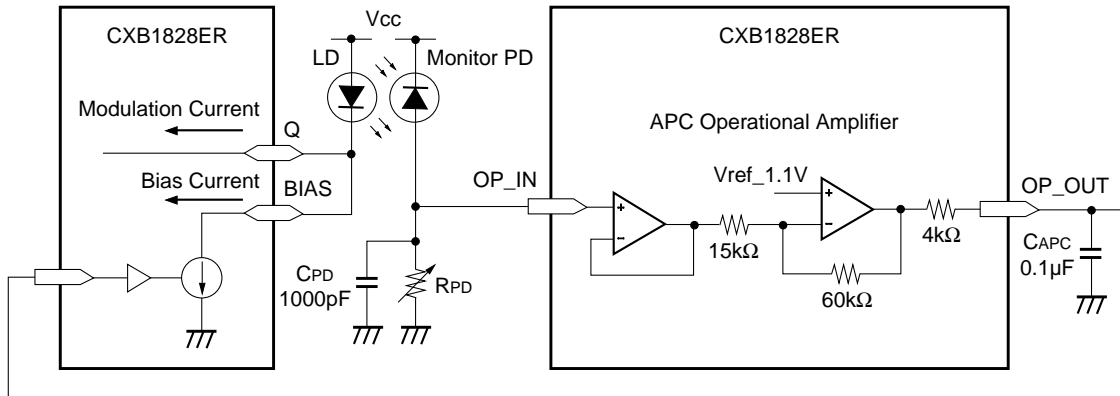 Vcc
CXB1828ER
CXB1828ER
LD
Monitor PD
Modulation Current
APC Operational Amplifier
Q
Bias Current
BIAS
OP_IN
Vref_1.1V
OP_OUT
+
–
+
–
15kΩ
4kΩ
CAPC
0.1µF
CPD
1000pF
RPD
60kΩ